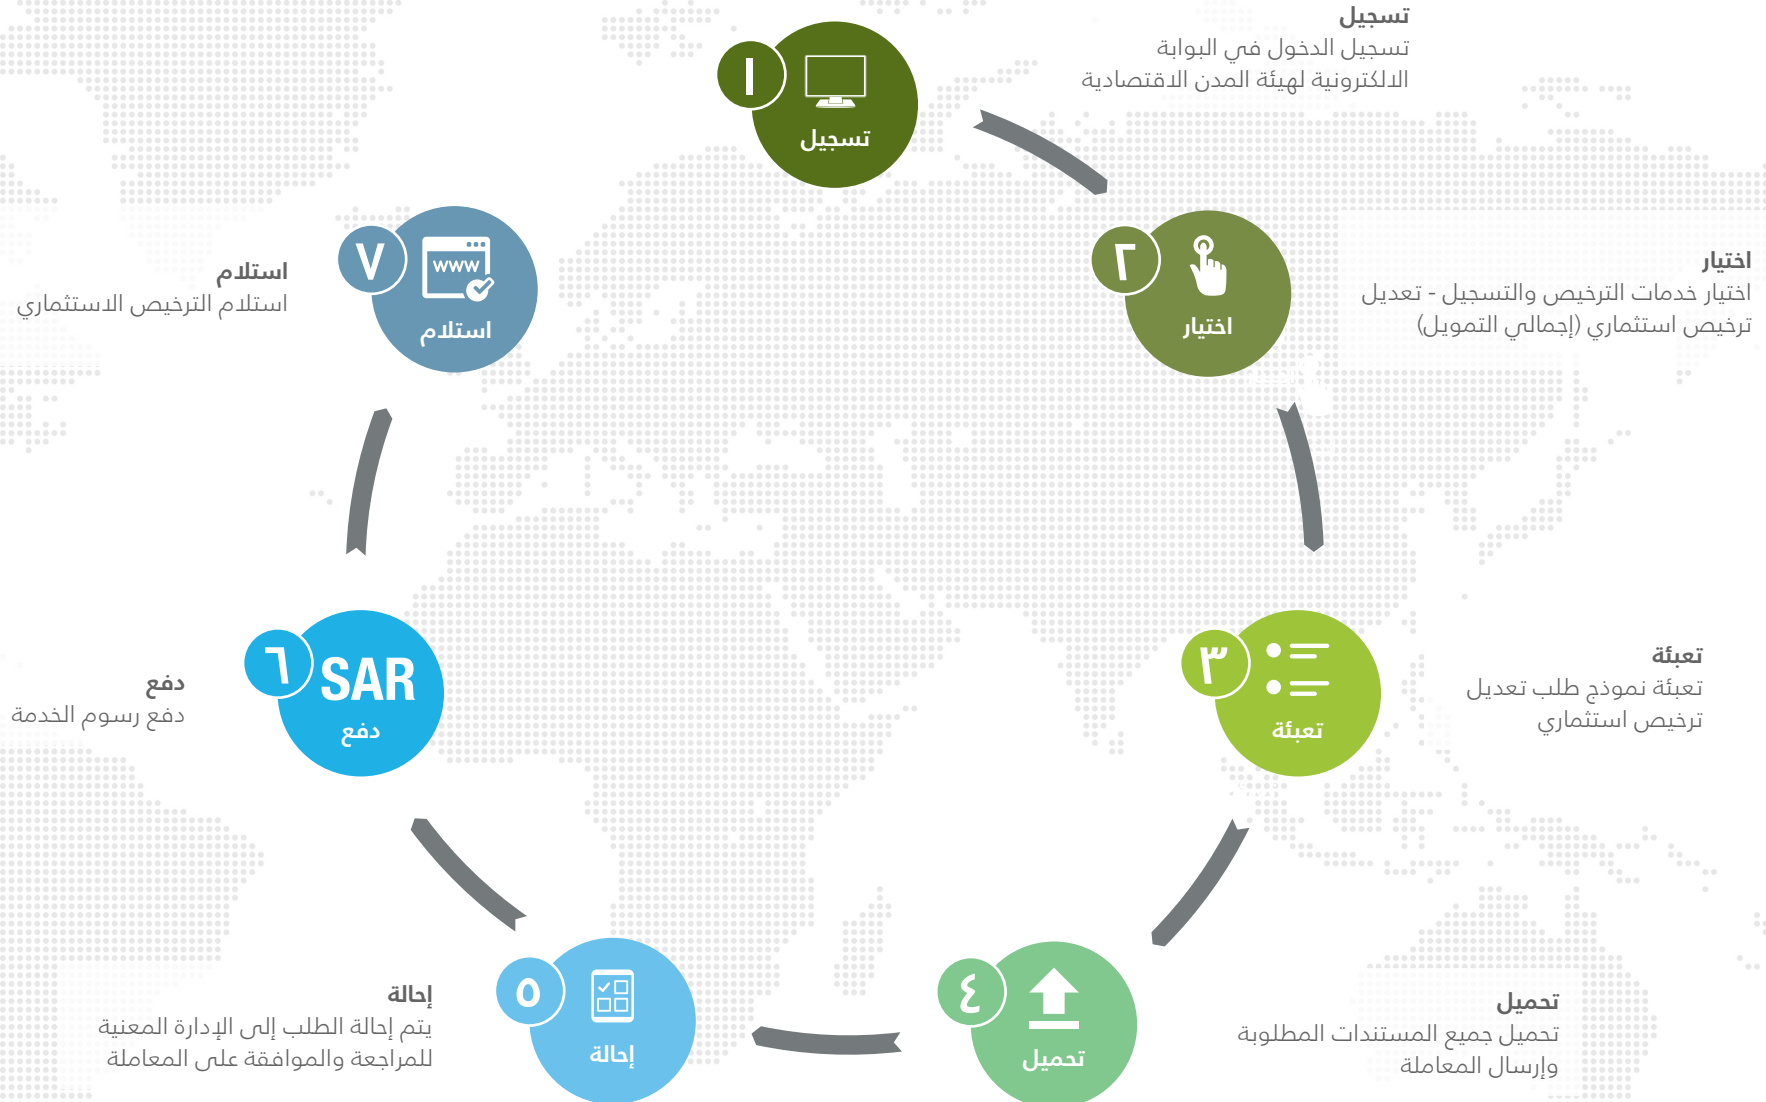 ١
تسجيل
تسجيل
تسجيل الدخول في البوابة
الالكترونية لهيئة المدن الاقتصادية
٢
اختيار
اختيار
اختيار خدمات الترخيص والتسجيل - تعديل
ترخيص استثماري (إجمالي التمويل)
٣
تعبئة
تعبئة
تعبئة نموذج طلب تعديل
ترخيص استثماري
٤
تحميل
تحميل
تحميل جميع المستندات المطلوبة
وإرسال المعاملة
٥
إحالة
إحالة
يتم إحالة الطلب إلى الإدارة المعنية
للمراجعة والموافقة على المعاملة
٦
SAR
دفع
دفع
دفع رسوم الخدمة
٧
www
استلام
استلام
استلام الترخيص الاستثماري